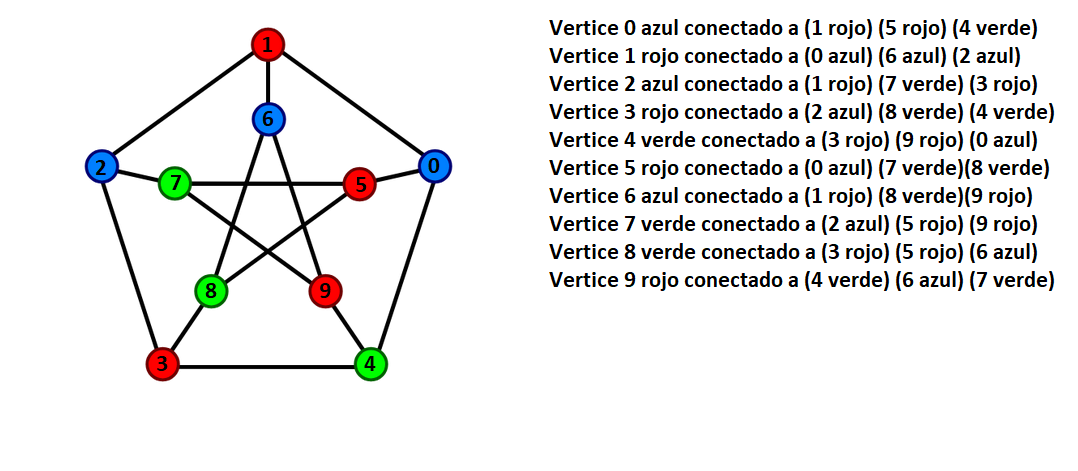 1
6
2
7
5
0
8
9
3
4
Vertice 0 azul conectado a (1 rojo) (5 rojo) (4 verde)
Vertice 1 rojo conectado a (0 azul) (6 azul) (2 azul)
Vertice 2 azul conectado a (1 rojo) (7 verde) (3 rojo)
Vertice 3 rojo conectado a (2 azul) (8 verde) (4 verde)
Vertice 4 verde conectado a (3 rojo) (9 rojo) (0 azul)
Vertice 5 rojo conectado a (0 azul) (7 verde)(8 verde)
Vertice 6 azul conectado a (1 rojo) (8 verde)(9 rojo)
Vertice 7 verde conectado a (2 azul) (5 rojo) (9 rojo)
Vertice 8 verde conectado a (3 rojo) (5 rojo) (6 azul)
Vertice 9 rojo conectado a (4 verde) (6 azul) (7 verde)